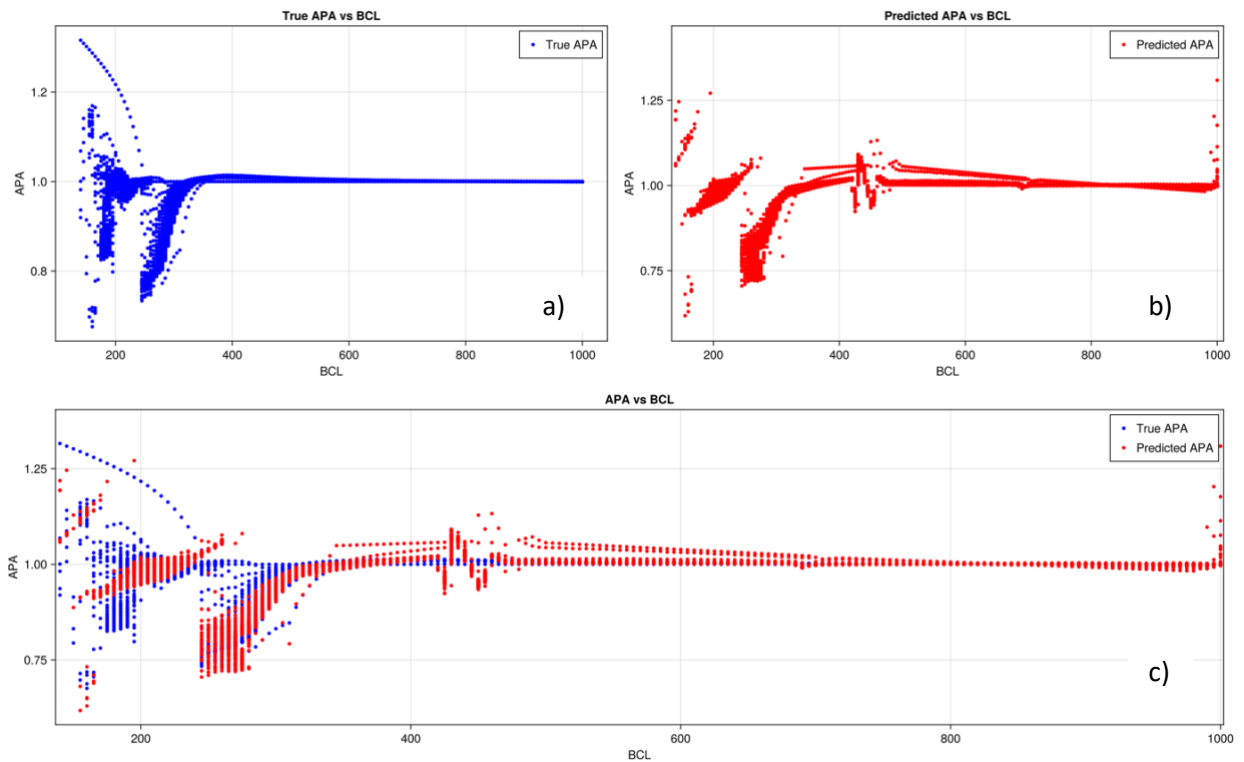 True APA vs BCL
True APA
APA
1.2
1.0
0.8
200
400
600
800
1000
BCL
a)
Predicted APA vs BCL
Predicted APA
APA
1.25
1.00
0.75
200
400
600
800
1000
BCL
b)
APA vs BCL
True APA
Predicted APA
APA
1.25
1.00
0.75
200
400
600
800
1000
BCL
c)